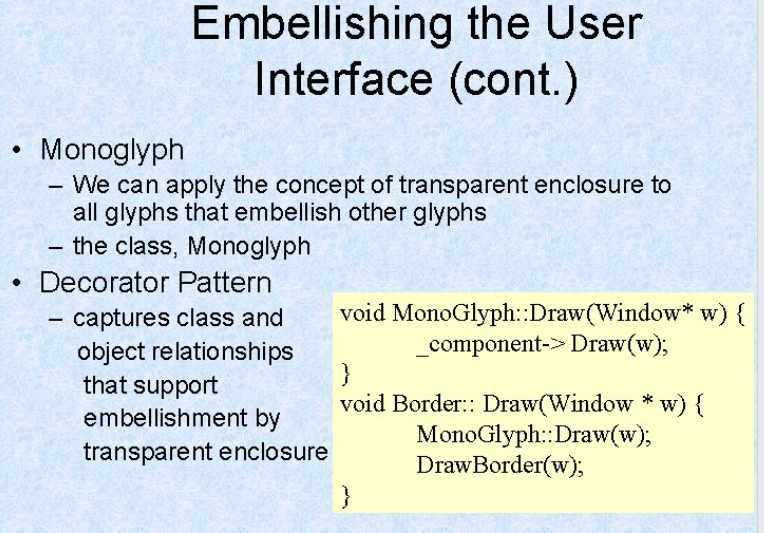 Embellishing the User
Interface (cont.)
• Monoglyph
– We can apply the concept of transparent enclosure to
all glyphs that embellish other glyphs
– the class, Monoglyph
• Decorator Pattern
– captures class and
object relationships
that support
embellishment by
transparent enclosure
void MonoGlyph::Draw(Window* w) {
_component-> Draw(w);
}
void Border:: Draw(Window * w) {
MonoGlyph::Draw(w);
DrawBorder(w);
}